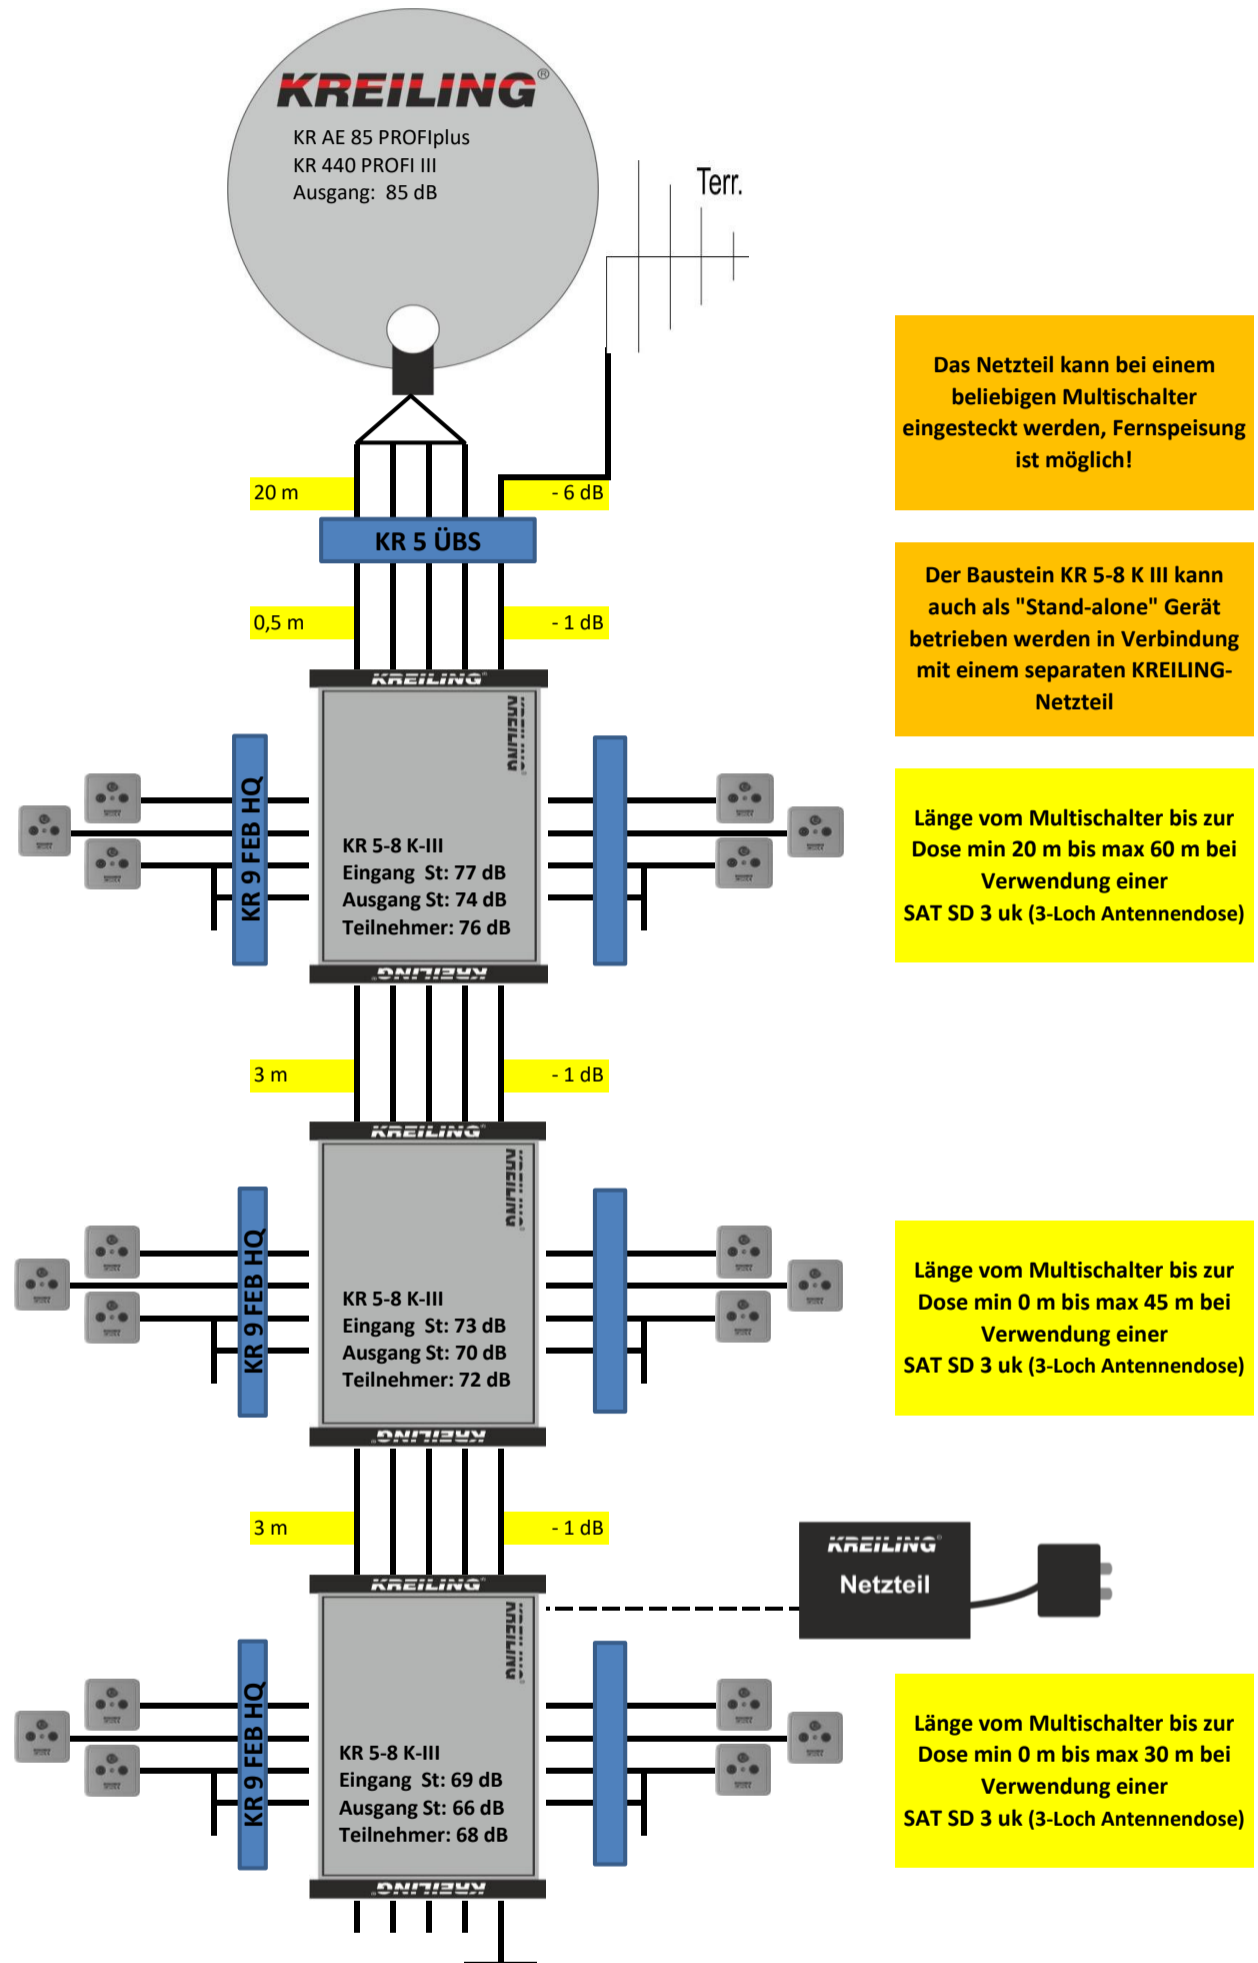 KREILING®
KR AE 85 PROFIplus
KR 440 PROFI III
Ausgang:  85 dB
Terr.
Das Netzteil kann bei einem
beliebigen Multischalter
eingesteckt werden, Fernspeisung
ist möglich!
20 m
- 6 dB
KR 5 ÜBS
Der Baustein KR 5-8 K III kann
auch als "Stand-alone" Gerät
betrieben werden in Verbindung
mit einem separaten KREILING-
Netzteil
0,5 m
- 1 dB
KREILING®
KREILING
KR 9 FEB HQ
KR 5-8 K-III
Eingang  St: 77 dB
Ausgang St: 74 dB
Teilnehmer: 76 dB
KREILING®
Länge vom Multischalter bis zur
Dose min 20 m bis max 60 m bei
Verwendung einer
SAT SD 3 uk (3-Loch Antennendose)
3 m
- 1 dB
KREILING®
KREILING
KR 9 FEB HQ
KR 5-8 K-III
Eingang  St: 73 dB
Ausgang St: 70 dB
Teilnehmer: 72 dB
KREILING®
Länge vom Multischalter bis zur
Dose min 0 m bis max 45 m bei
Verwendung einer
SAT SD 3 uk (3-Loch Antennendose)
3 m
- 1 dB
KREILING®
Netzteil
KREILING®
KREILING
KR 9 FEB HQ
KR 5-8 K-III
Eingang  St: 69 dB
Ausgang St: 66 dB
Teilnehmer: 68 dB
KREILING®
Länge vom Multischalter bis zur
Dose min 0 m bis max 30 m bei
Verwendung einer
SAT SD 3 uk (3-Loch Antennendose)